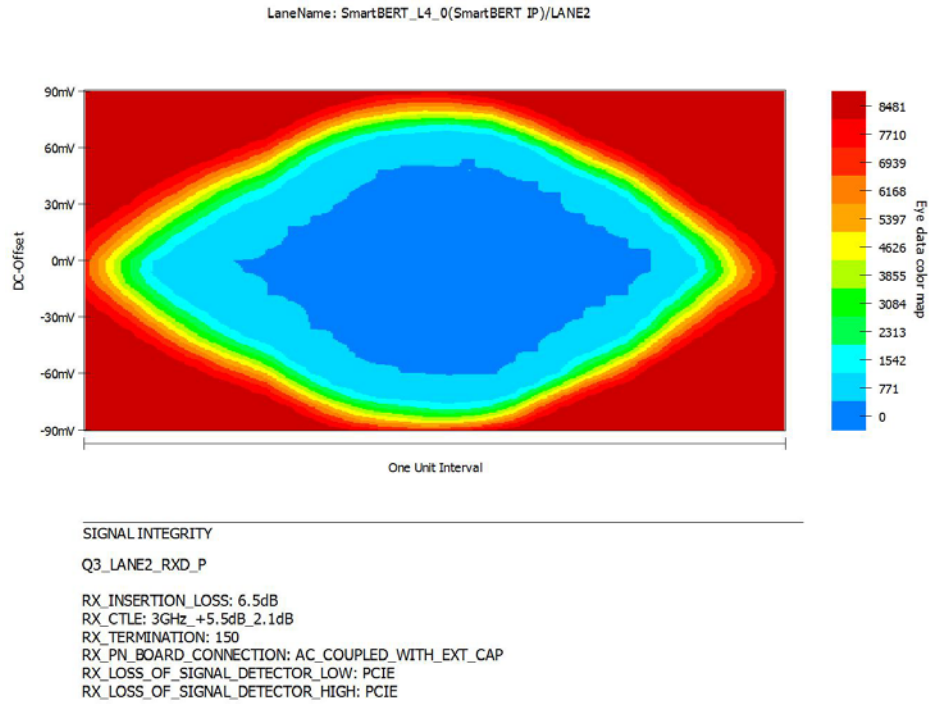 LaneName: SmartBERT_L4_0(SmartBERT IP)/LANE2
90mV
60mV
30mV
0mV
-30mV
-60mV
-90mV
DC-Offset
One Unit Interval
8481
7710
6939
6168
5397
4626
3855
3084
2313
1542
771
0
Eye data color map
SIGNAL INTEGRITY
Q3_LANE2_RXD_P
RX_INSERTION_LOSS: 6.5dB
RX_CTLE: 3GHz_+5.5dB_2.1dB
RX_TERMINATION: 150
RX_PN_BOARD_CONNECTION: AC_COUPLED_WITH_EXT_CAP
RX_LOSS_OF_SIGNAL_DETECTOR_LOW: PCIE
RX_LOSS_OF_SIGNAL_DETECTOR_HIGH: PCIE